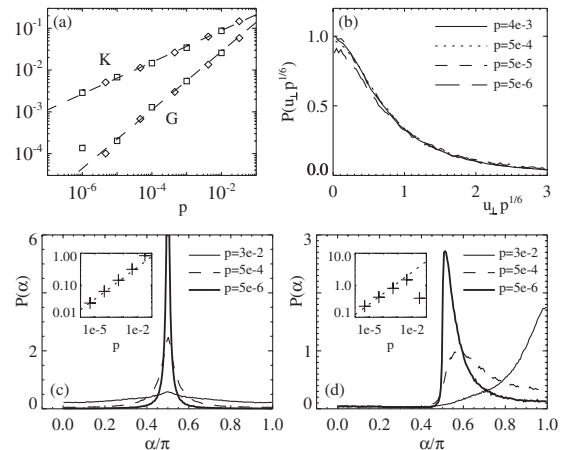 (a)
K
G
10⁻¹
10⁻²
10⁻³
10⁻⁴
10⁻⁶ 10⁻⁴ 10⁻²
p
(b)
p=4e-3
p=5e-4
p=5e-5
p=5e-6
P(u⊥p^{1/6})
1.0
0.5
0.0
0 1 2 3
u⊥p^{1/6}
(c)
p=3e-2
p=5e-4
p=5e-6
P(α)
6
4
2
0
1.00
0.10
0.01
1e-5 1e-2
p
0.0 0.2 0.4 0.6 0.8 1.0
α/π
(d)
p=3e-2
p=5e-4
p=5e-6
P(α)
3
2
1
0
10.0
1.0
0.1
1e-5 1e-2
p
0.0 0.2 0.4 0.6 0.8 1.0
α/π